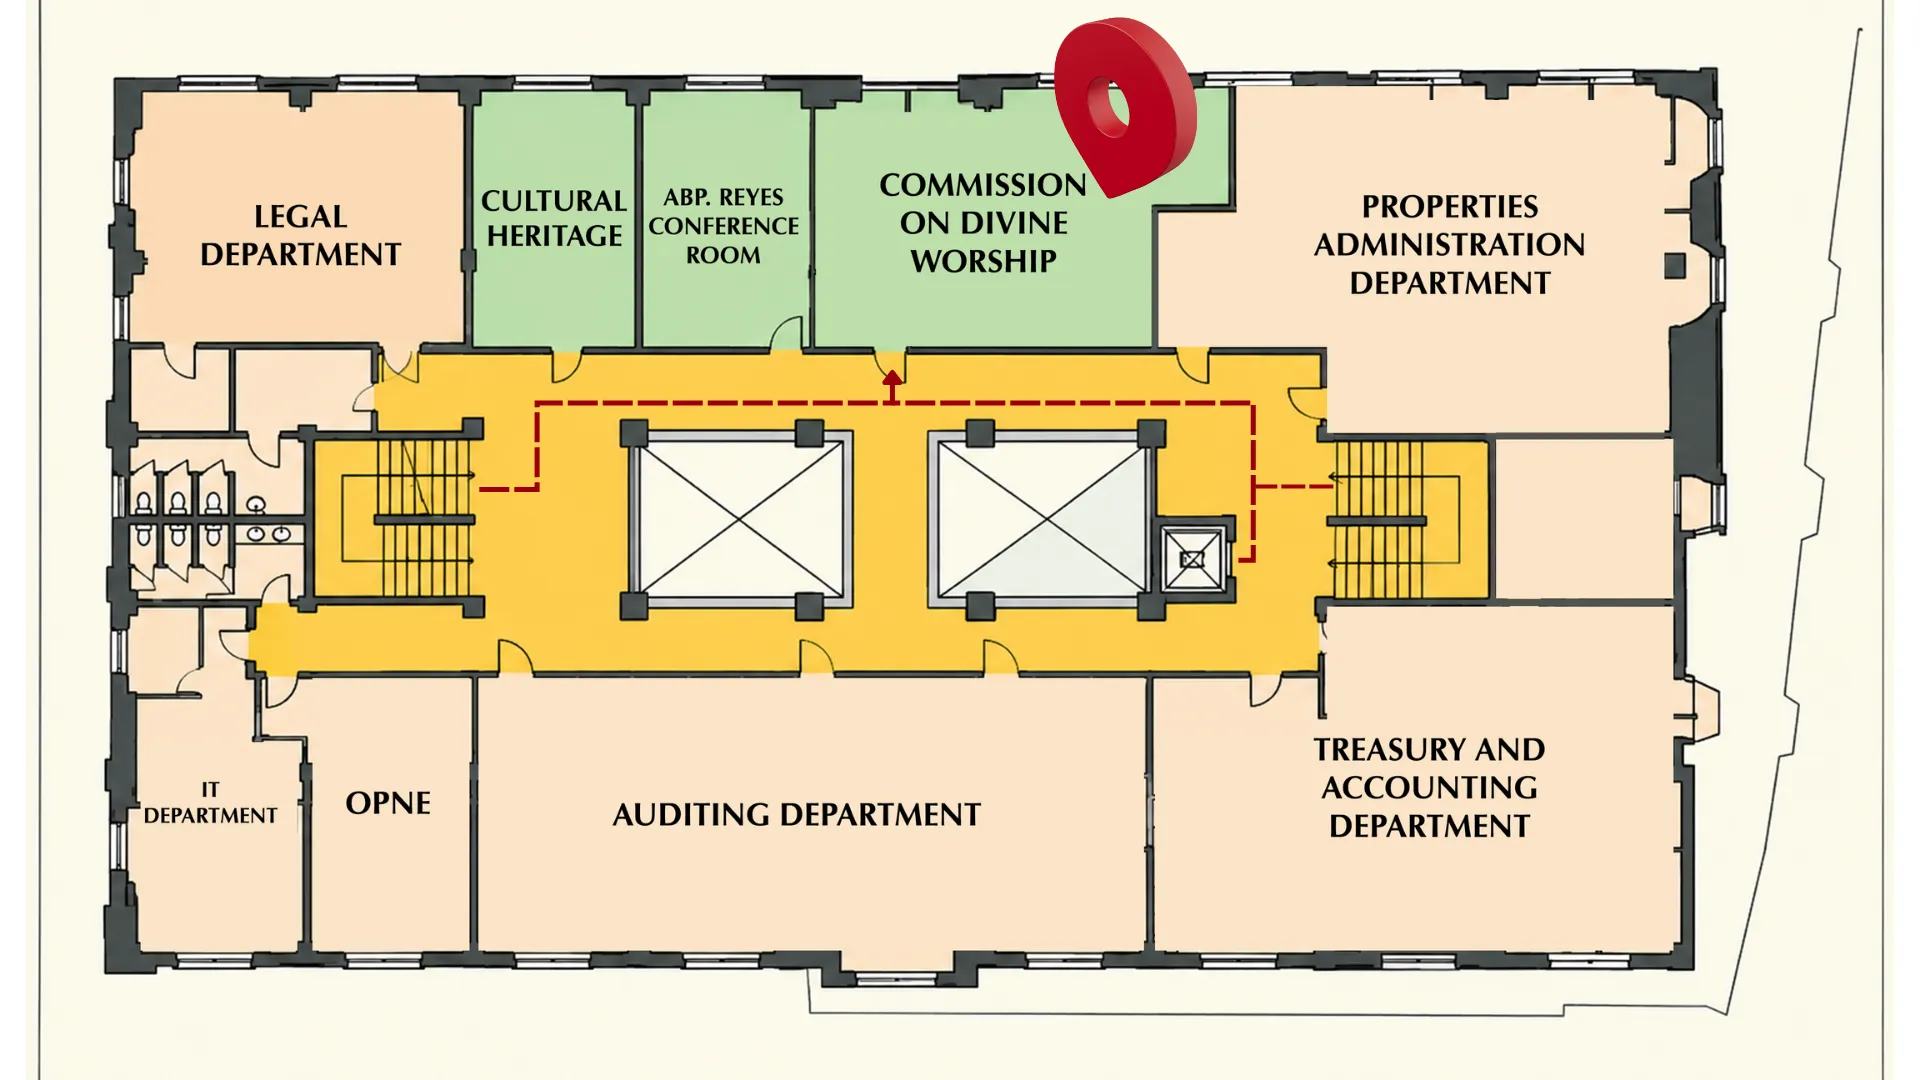 LEGAL
DEPARTMENT
CULTURAL
HERITAGE
ABP. REYES
CONFERENCE
ROOM
COMMISSION
ON DIVINE
WORSHIP
PROPERTIES
ADMINISTRATION
DEPARTMENT
IT
DEPARTMENT
OPNE
AUDITING DEPARTMENT
TREASURY AND
ACCOUNTING
DEPARTMENT